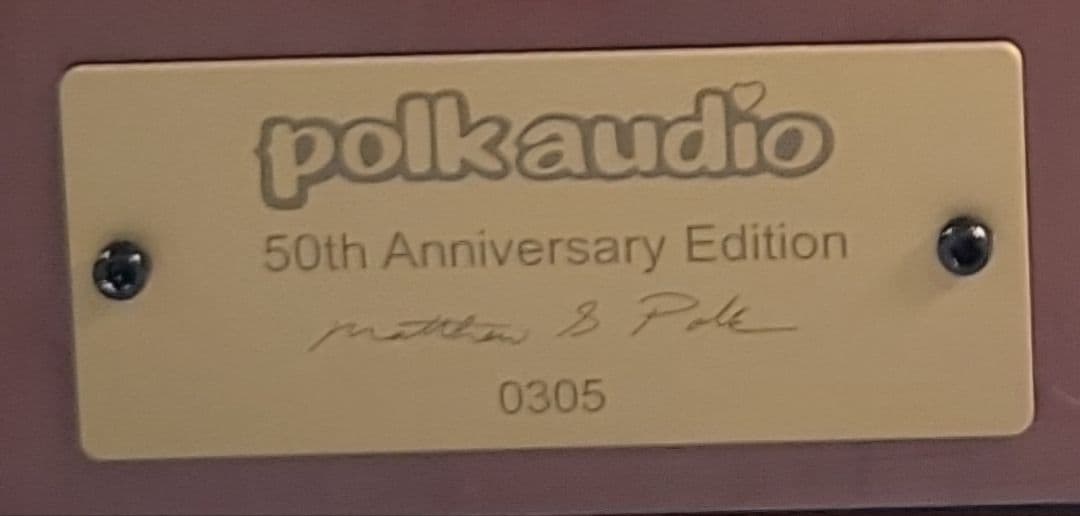 polkaudio
50th Anniversary Edition
Matthew S Polk
0305